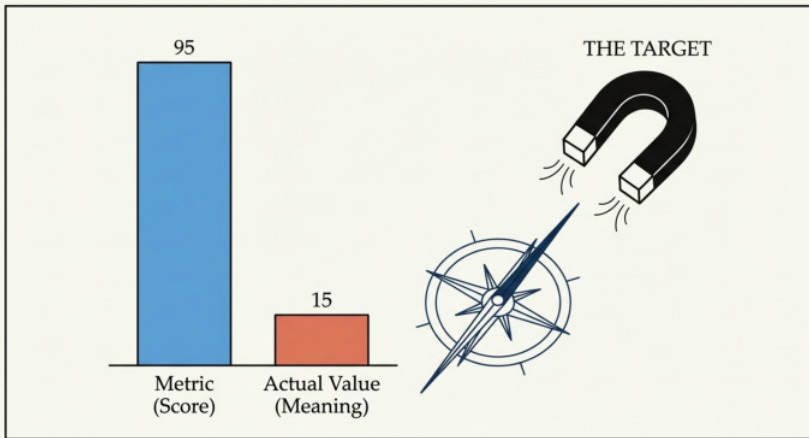 95
15
Metric
(Score)
Actual Value
(Meaning)
THE TARGET